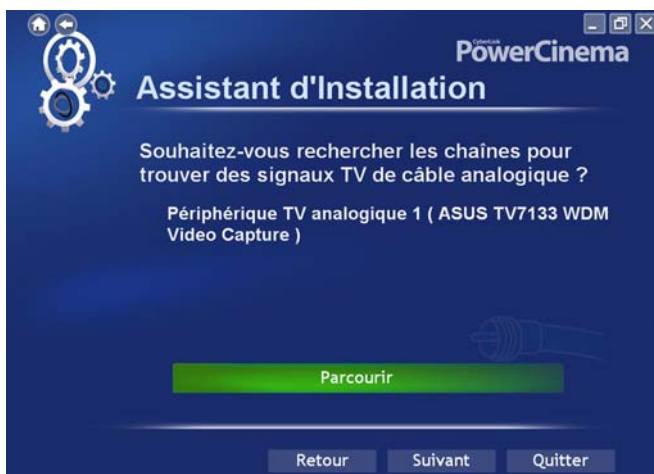 CyberLink
PowerCinema
Assistant d'Installation
Souhaitez-vous rechercher les chaînes pour
trouver des signaux TV de câble analogique ?
Périphérique TV analogique 1 ( ASUS TV7133 WDM
Video Capture )
Parcourir
Retour Suivant Quitter